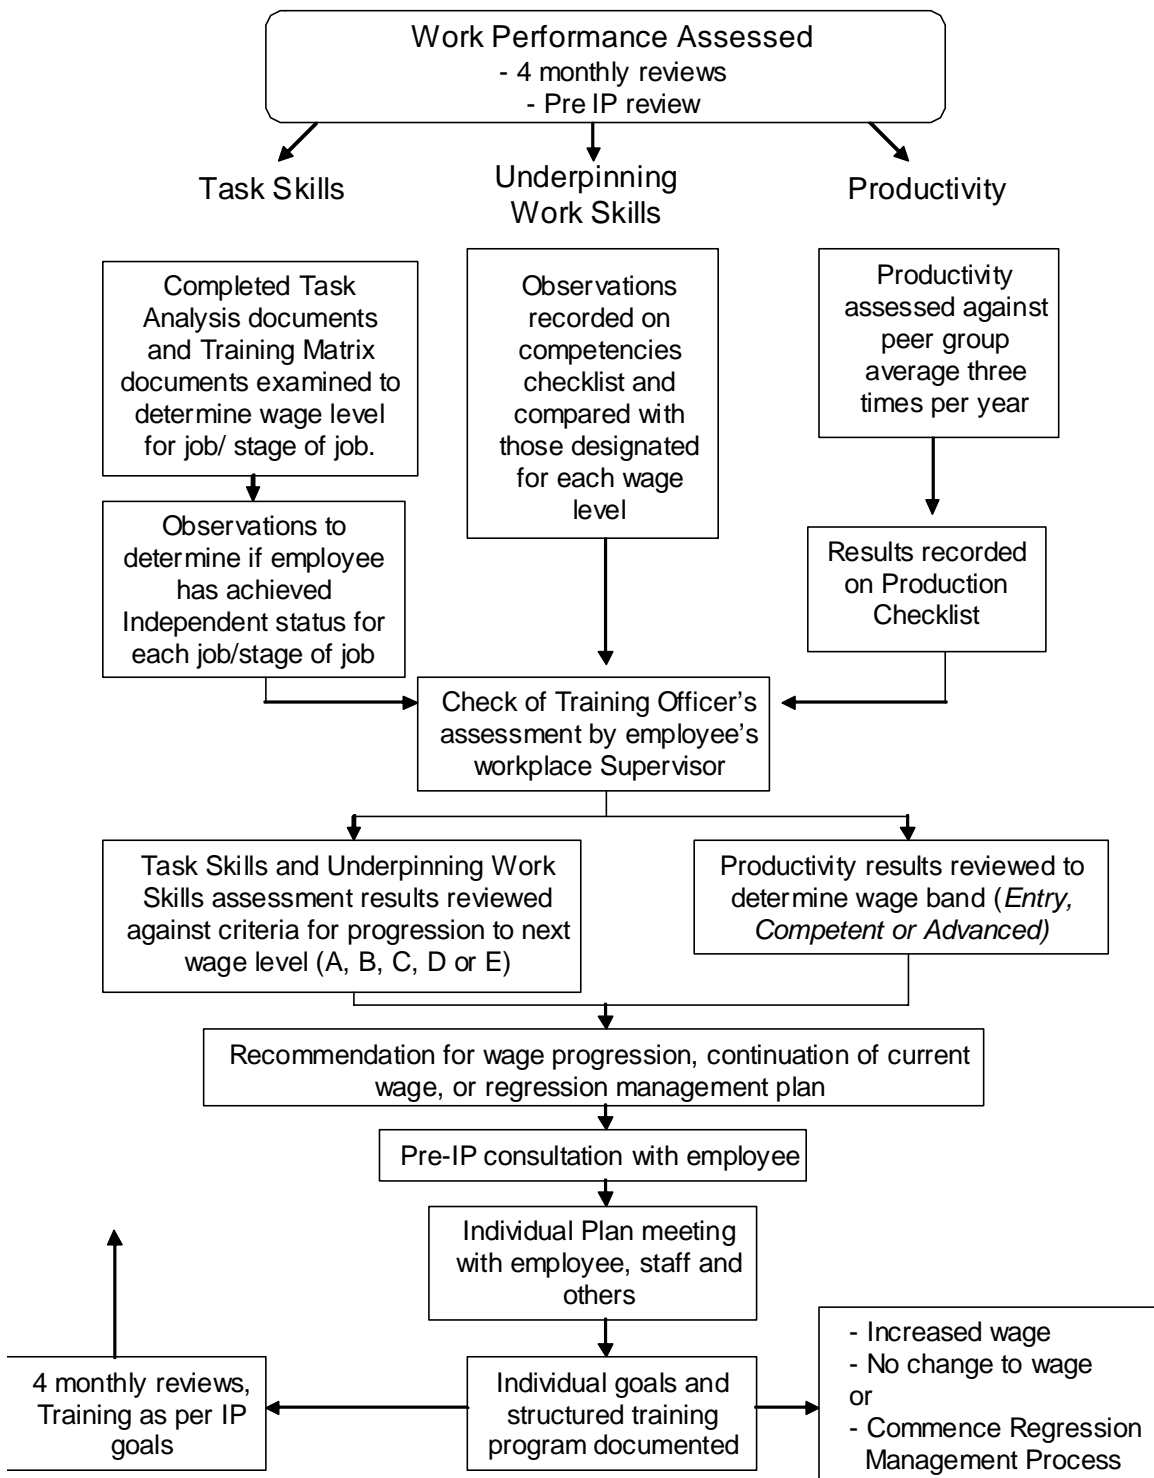 Work Performance Assessed
- 4 monthly reviews
- Pre IP review
Task Skills
Underpinning
Work Skills
Productivity
Completed Task
Analysis documents
and Training Matrix
documents examined to
determine wage level
for job/ stage of job.
Observations to
determine if employee
has achieved
Independent status for
each job/stage of job
Observations
recorded on
competencies
checklist and
compared with
those designated
for each wage
level
Productivity
assessed against
peer group
average three
times per year
Results recorded
on Production
Checklist
Check of Training Officer’s
assessment by employee’s
workplace Supervisor
Task Skills and Underpinning Work
Skills assessment results reviewed
against criteria for progression to next
wage level (A, B, C, D or E)
Productivity results reviewed to
determine wage band (Entry,
Competent or Advanced)
Recommendation for wage progression, continuation of current
wage, or regression management plan
Pre-IP consultation with employee
Individual Plan meeting
with employee, staff and
others
4 monthly reviews,
Training as per IP
goals
Individual goals and
structured training
program documented
- Increased wage
- No change to wage
or
- Commence Regression
Management Process